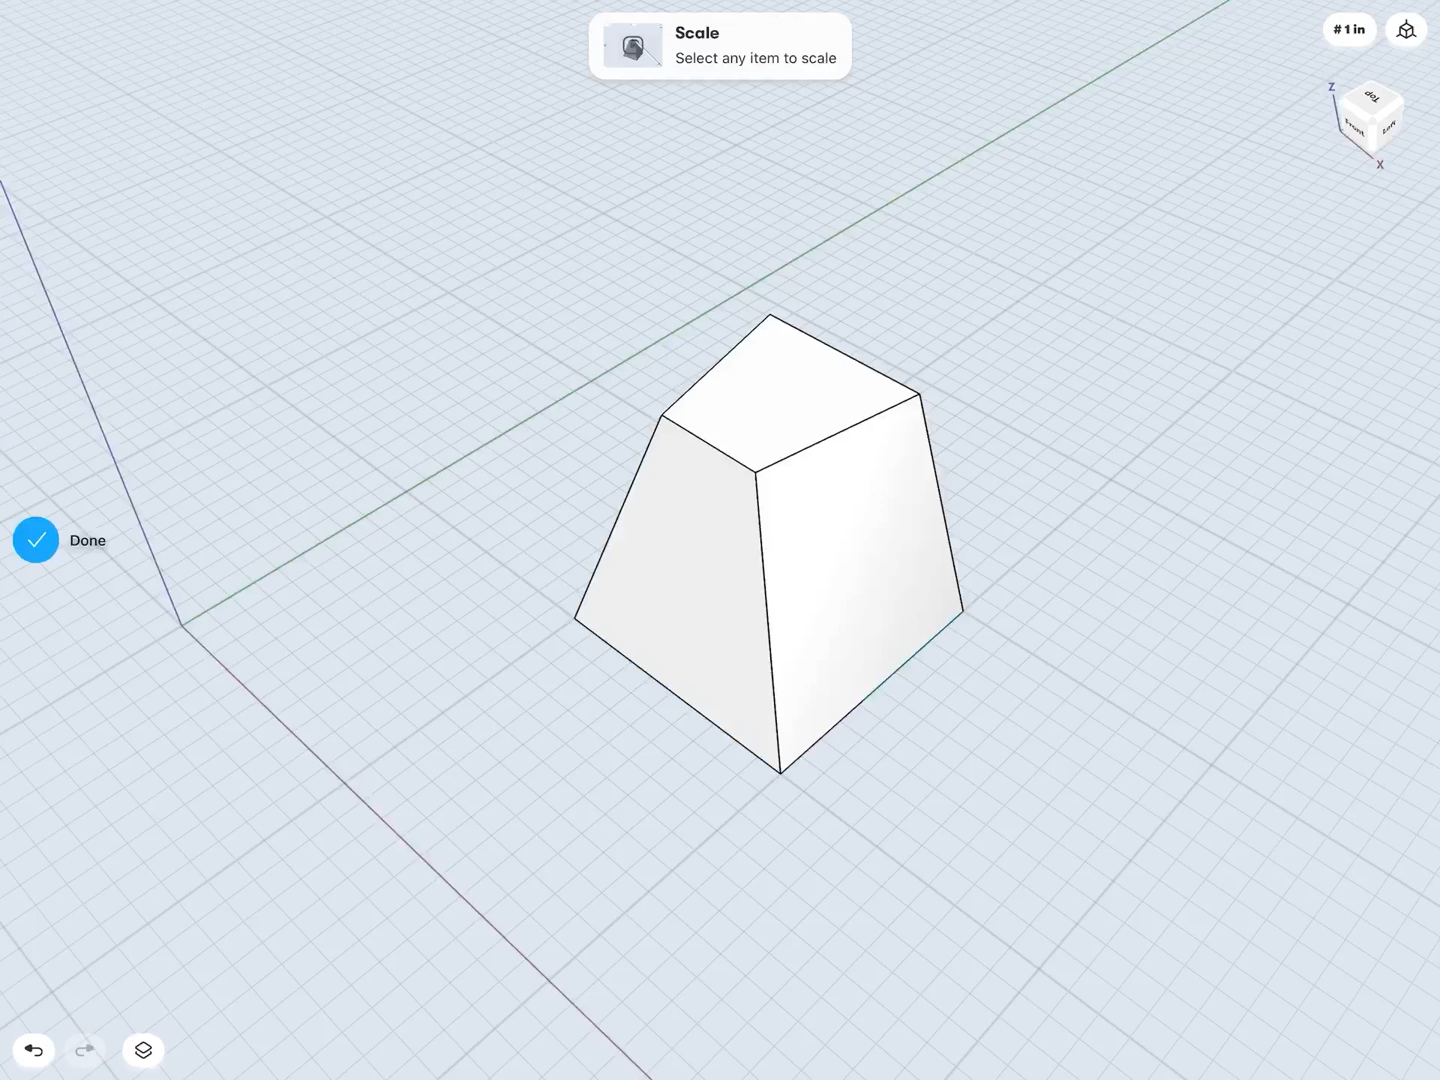 Scale
Select any item to scale
# 1 in
Z
Top
Front
Left
X
Done